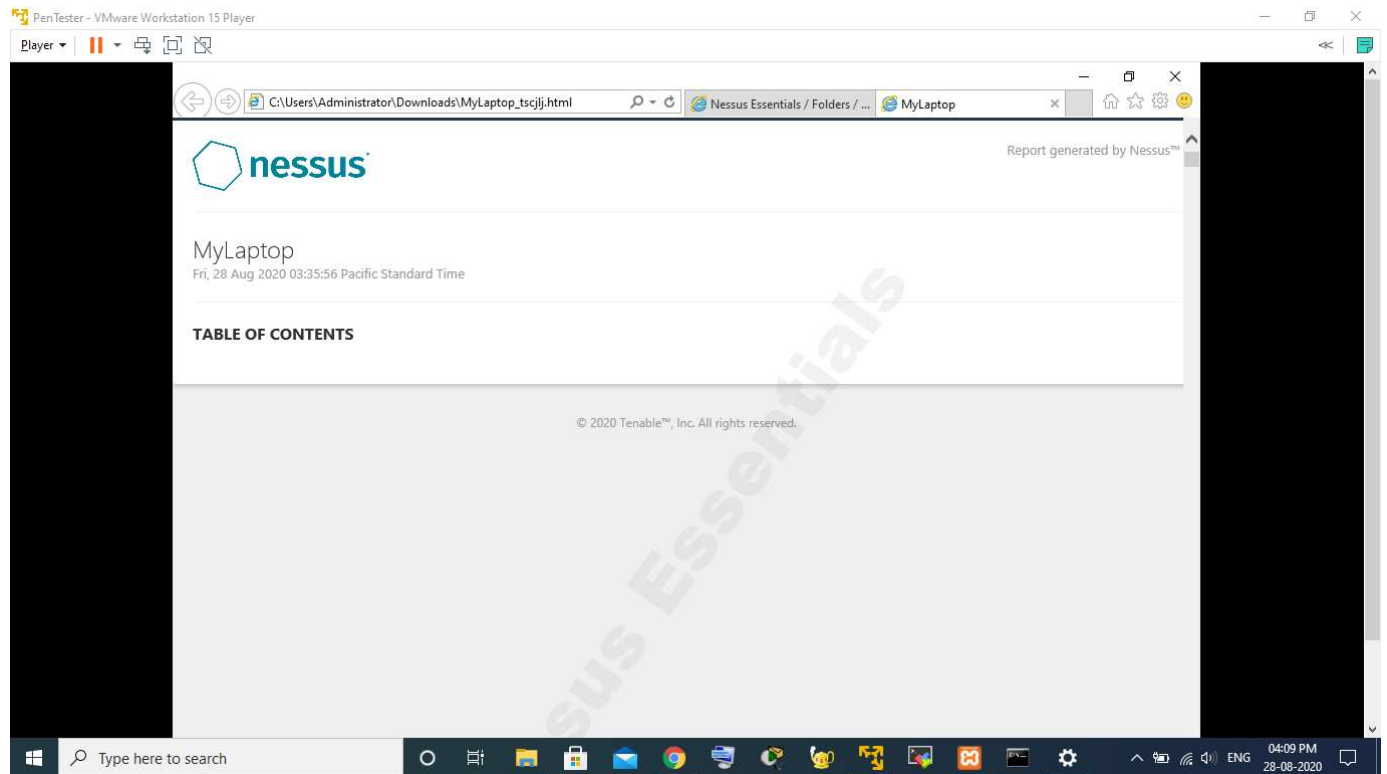 PenTester - VMware Workstation 15 Player
Player
C:\Users\Administrator\Downloads\MyLaptop_tscjlj.html
Nessus Essentials / Folders / ...
MyLaptop
nessus
Report generated by Nessus™
MyLaptop
Fri, 28 Aug 2020 03:35:56 Pacific Standard Time
TABLE OF CONTENTS
© 2020 Tenable™, Inc. All rights reserved.
sus Essentials
Type here to search
ENG
04:09 PM
28-08-2020